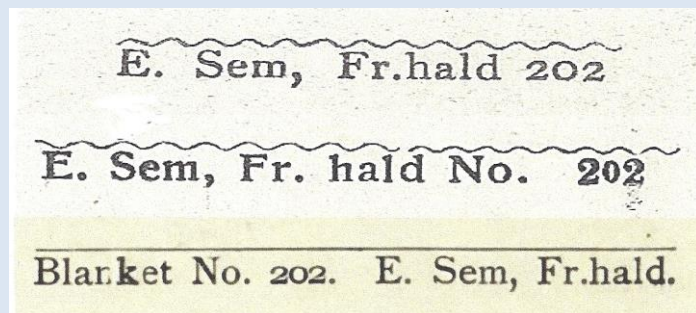 E. Sem, Fr.hald 202
E. Sem, Fr. hald No. 202
Blanket No. 202. E. Sem, Fr.hald.